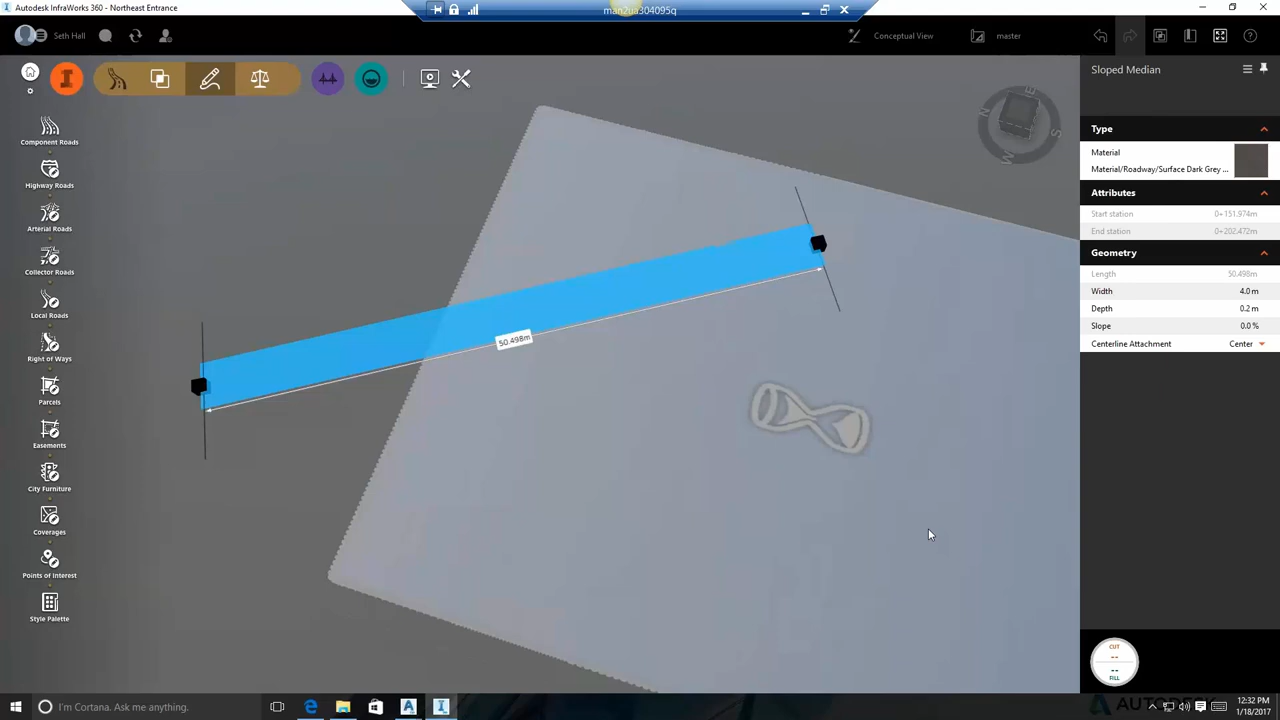 Autodesk InfraWorks 360 - Northeast Entrance
man2ua304095q
Seth Hall
Conceptual View
master
Component Roads
Highway Roads
Arterial Roads
Collector Roads
Local Roads
Right of Ways
Parcels
Easements
City Furniture
Coverages
Points of Interest
Style Palette
50.498m
N
E
S
W
Sloped Median
Type
Material
Material/Roadway/Surface Dark Grey ...
Attributes
Start station 0+151.974m
End station 0+202.472m
Geometry
Length 50.498m
Width 4.0 m
Depth 0.2 m
Slope 0.0 %
Centerline Attachment Center
CUT
--
--
FILL
I'm Cortana. Ask me anything.
12:32 PM
1/18/2017